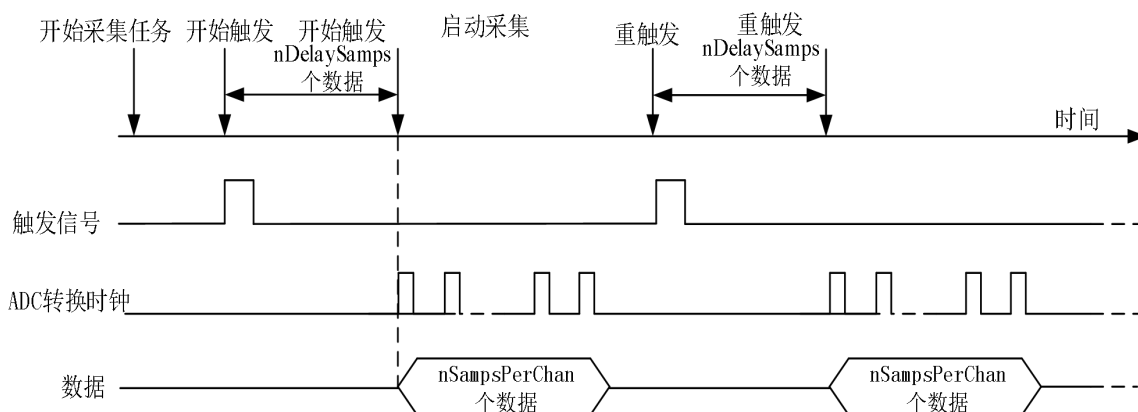 开始采集任务
开始触发
开始触发
nDelaySamps
个数据
启动采集
重触发
重触发
nDelaySamps
个数据
时间
触发信号
ADC转换时钟
数据
nSampsPerChan
个数据
nSampsPerChan
个数据